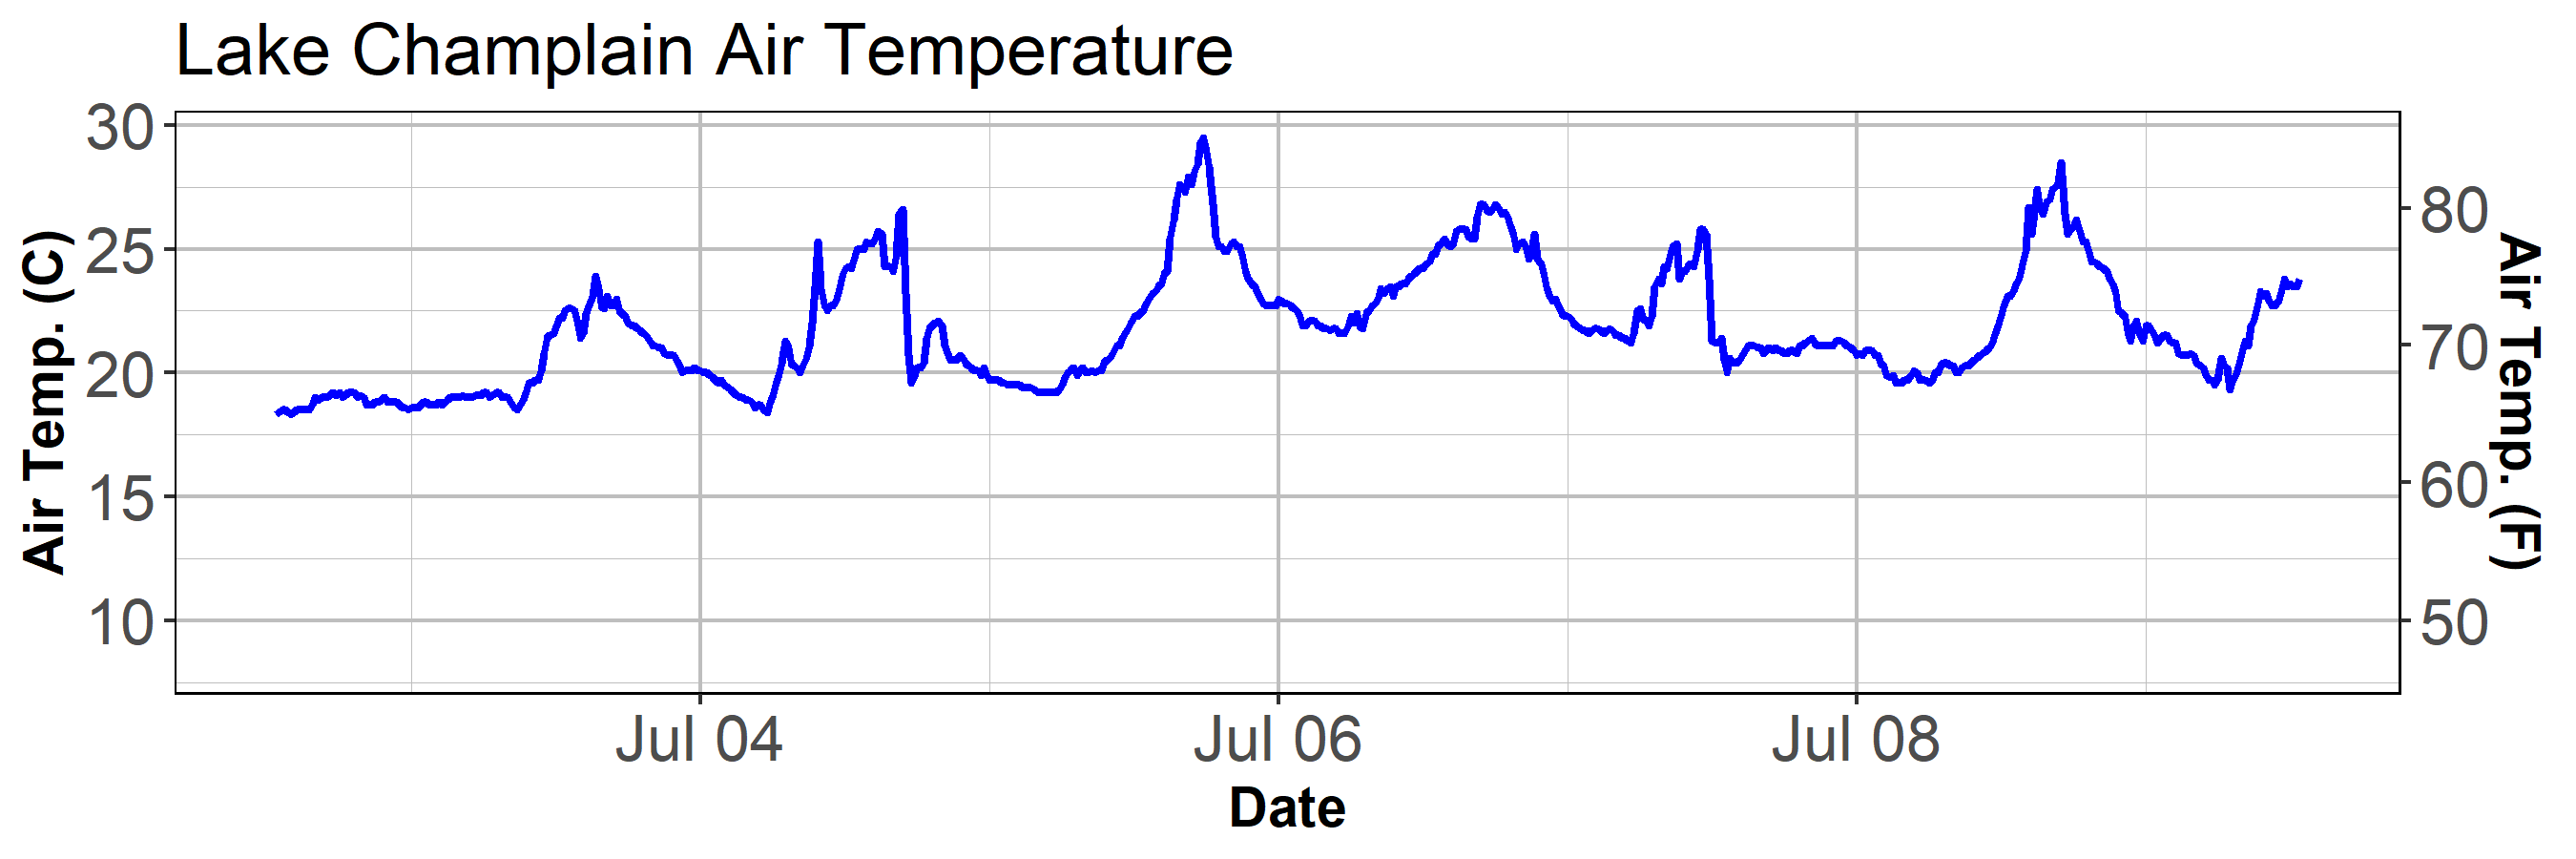 Lake Champlain Air Temperature
30
25
20
15
10
Air Temp. (C)
80
70
60
50
Air Temp. (F)
Jul 04 Jul 06 Jul 08
Date